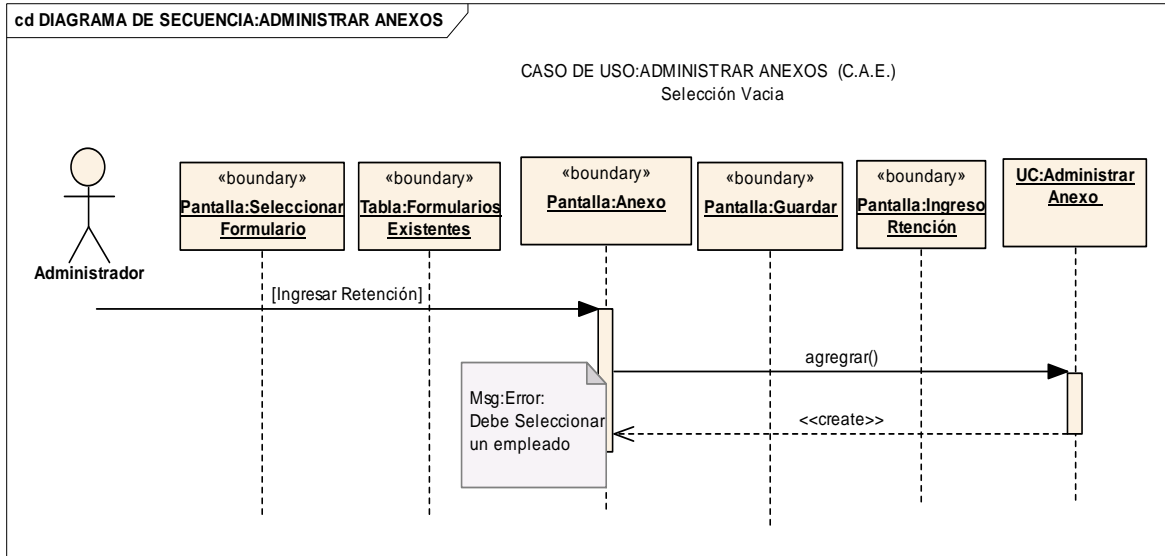 cd DIAGRAMA DE SECUENCIA:ADMINISTRAR ANEXOS
CASO DE USO:ADMINISTRAR ANEXOS (C.A.E.)
Selección Vacia
Administrador
«boundary»
Pantalla:Seleccionar
Formulario
«boundary»
Tabla:Formularios
Existentes
«boundary»
Pantalla:Anexo
«boundary»
Pantalla:Guardar
«boundary»
Pantalla:Ingreso
Rtención
UC:Administrar
Anexo
[Ingresar Retención]
agregrar()
Msg:Error:
Debe Seleccionar
un empleado
<<create>>